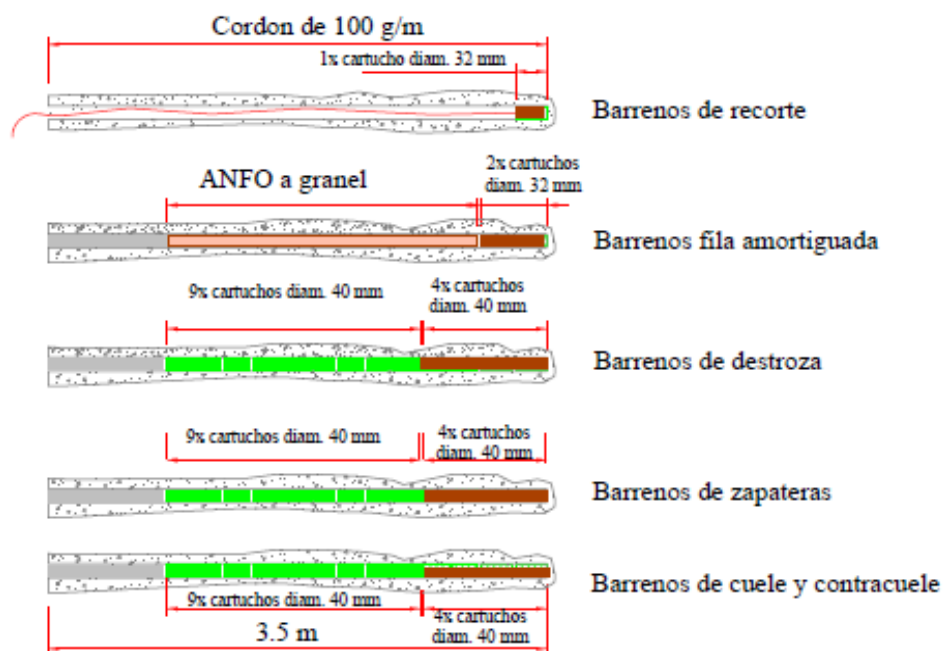 Cordon de 100 g/m
1x cartucho diam. 32 mm
Barrenos de recorte
ANFO a granel
2x cartuchos
diam. 32 mm
Barrenos fila amortiguada
9x cartuchos diam. 40 mm
4x cartuchos
diam. 40 mm
Barrenos de destroza
9x cartuchos diam. 40 mm
4x cartuchos
diam. 40 mm
Barrenos de zapateras
Barrenos de cuele y contracuele
9x cartuchos diam. 40 mm
4x cartuchos
diam. 40 mm
3.5 m